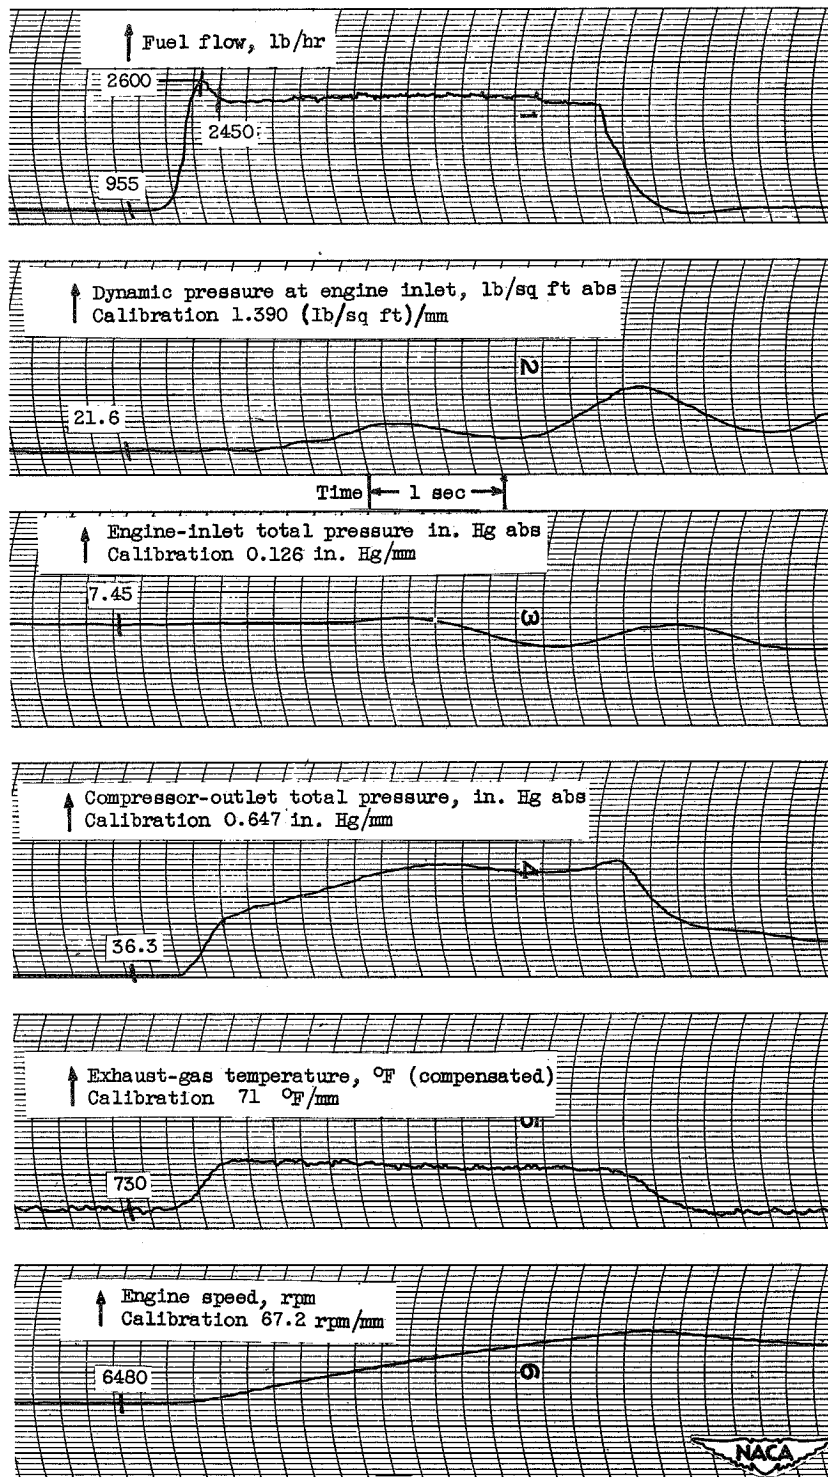 Fuel flow, lb/hr
2600
2450
1
955
Dynamic pressure at engine inlet, lb/sq ft abs
Calibration 1.390 (lb/sq ft)/mm
2
21.6
Time 1 sec
Engine-inlet total pressure in. Hg abs
Calibration 0.126 in. Hg/mm
7.45
3
Compressor-outlet total pressure, in. Hg abs
Calibration 0.647 in. Hg/mm
4
36.3
Exhaust-gas temperature, °F (compensated)
Calibration 71 °F/mm
5
730
Engine speed, rpm
Calibration 67.2 rpm/mm
6480
6
NACA